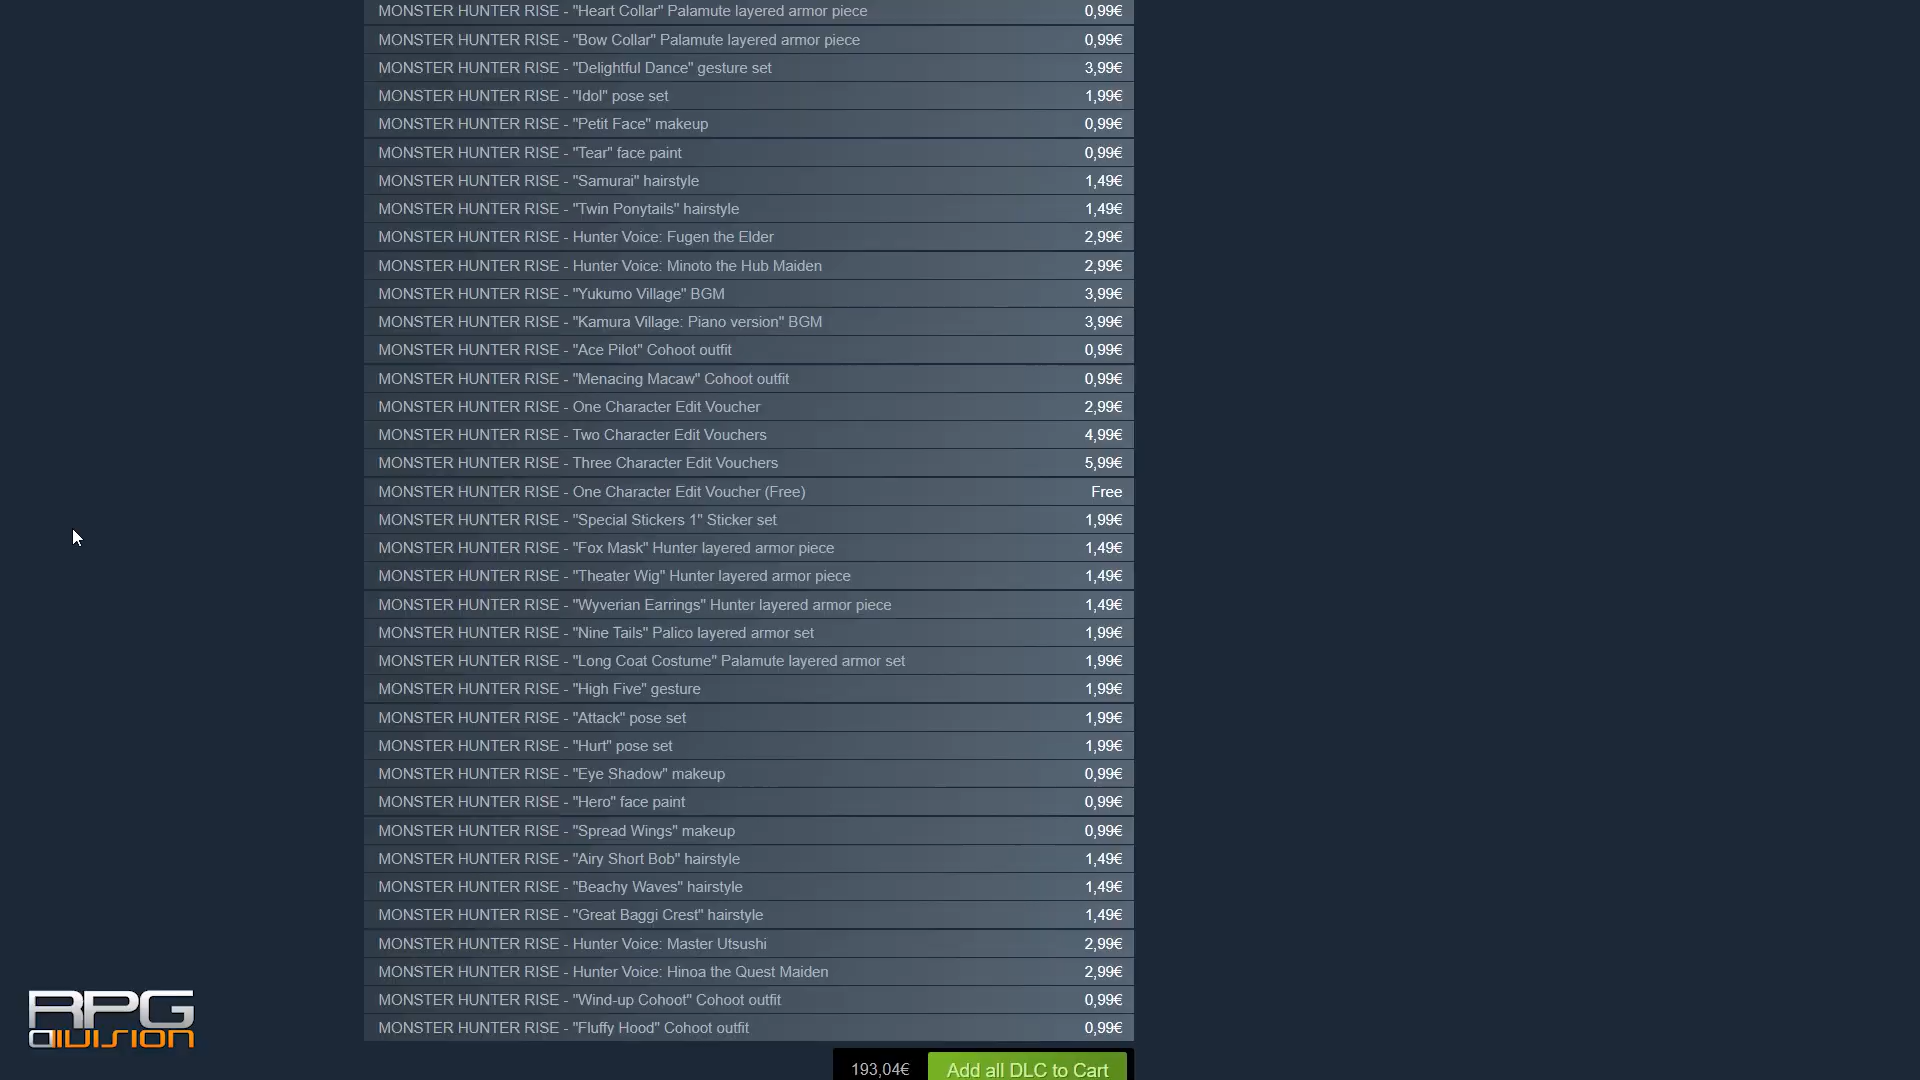 MONSTER HUNTER RISE - "Heart Collar" Palamute layered armor piece 0,99€
MONSTER HUNTER RISE - "Bow Collar" Palamute layered armor piece 0,99€
MONSTER HUNTER RISE - "Delightful Dance" gesture set 3,99€
MONSTER HUNTER RISE - "Idol" pose set 1,99€
MONSTER HUNTER RISE - "Petit Face" makeup 0,99€
MONSTER HUNTER RISE - "Tear" face paint 0,99€
MONSTER HUNTER RISE - "Samurai" hairstyle 1,49€
MONSTER HUNTER RISE - "Twin Ponytails" hairstyle 1,49€
MONSTER HUNTER RISE - Hunter Voice: Fugen the Elder 2,99€
MONSTER HUNTER RISE - Hunter Voice: Minoto the Hub Maiden 2,99€
MONSTER HUNTER RISE - "Yukumo Village" BGM 3,99€
MONSTER HUNTER RISE - "Kamura Village: Piano version" BGM 3,99€
MONSTER HUNTER RISE - "Ace Pilot" Cohoot outfit 0,99€
MONSTER HUNTER RISE - "Menacing Macaw" Cohoot outfit 0,99€
MONSTER HUNTER RISE - One Character Edit Voucher 2,99€
MONSTER HUNTER RISE - Two Character Edit Vouchers 4,99€
MONSTER HUNTER RISE - Three Character Edit Vouchers 5,99€
MONSTER HUNTER RISE - One Character Edit Voucher (Free) Free
MONSTER HUNTER RISE - "Special Stickers 1" Sticker set 1,99€
MONSTER HUNTER RISE - "Fox Mask" Hunter layered armor piece 1,49€
MONSTER HUNTER RISE - "Theater Wig" Hunter layered armor piece 1,49€
MONSTER HUNTER RISE - "Wyverian Earrings" Hunter layered armor piece 1,49€
MONSTER HUNTER RISE - "Nine Tails" Palico layered armor set 1,99€
MONSTER HUNTER RISE - "Long Coat Costume" Palamute layered armor set 1,99€
MONSTER HUNTER RISE - "High Five" gesture 1,99€
MONSTER HUNTER RISE - "Attack" pose set 1,99€
MONSTER HUNTER RISE - "Hurt" pose set 1,99€
MONSTER HUNTER RISE - "Eye Shadow" makeup 0,99€
MONSTER HUNTER RISE - "Hero" face paint 0,99€
MONSTER HUNTER RISE - "Spread Wings" makeup 0,99€
MONSTER HUNTER RISE - "Airy Short Bob" hairstyle 1,49€
MONSTER HUNTER RISE - "Beachy Waves" hairstyle 1,49€
MONSTER HUNTER RISE - "Great Baggi Crest" hairstyle 1,49€
MONSTER HUNTER RISE - Hunter Voice: Master Utsushi 2,99€
MONSTER HUNTER RISE - Hunter Voice: Hinoa the Quest Maiden 2,99€
MONSTER HUNTER RISE - "Wind-up Cohoot" Cohoot outfit 0,99€
MONSTER HUNTER RISE - "Fluffy Hood" Cohoot outfit 0,99€
193,04€ Add all DLC to Cart
RPG
DIVISION